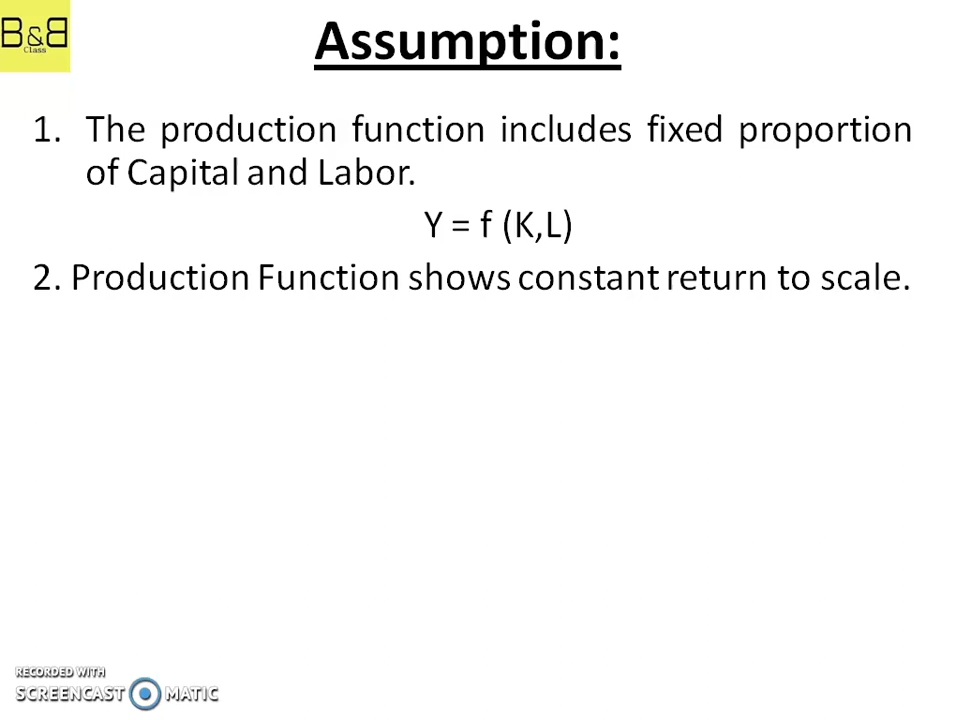 B&B
Class
Assumption:
1. The production function includes fixed proportion
of Capital and Labor.
Y = f (K,L)
2. Production Function shows constant return to scale.
RECORDED WITH
SCREENCAST MATIC